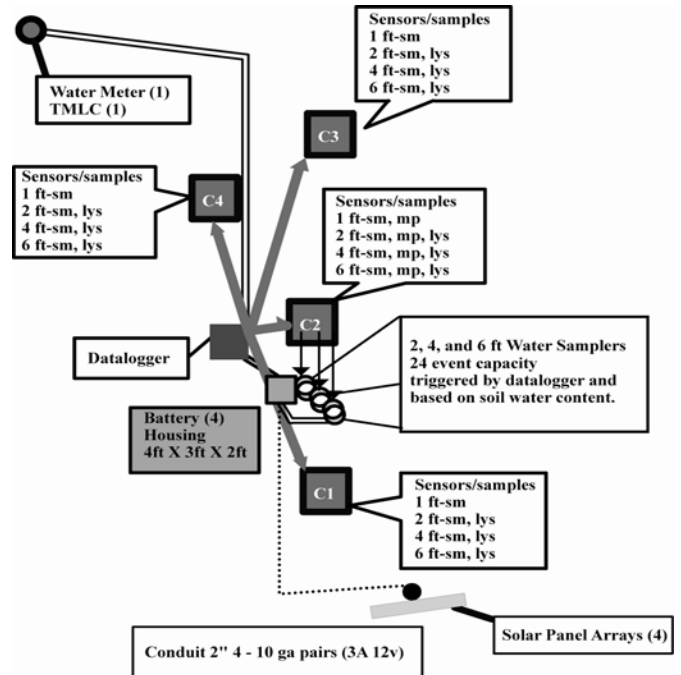 Water Meter (1)
TMLC (1)
Sensors/samples
1 ft-sm
2 ft-sm, lys
4 ft-sm, lys
6 ft-sm, lys
C3
Sensors/samples
1 ft-sm
2 ft-sm, lys
4 ft-sm, lys
6 ft-sm, lys
C4
Sensors/samples
1 ft-sm, mp
2 ft-sm, mp, lys
4 ft-sm, mp, lys
6 ft-sm, mp, lys
C2
Datalogger
2, 4, and 6 ft Water Samplers
24 event capacity
triggered by datalogger and
based on soil water content.
Battery (4)
Housing
4ft X 3ft X 2ft
C1
Sensors/samples
1 ft-sm
2 ft-sm, lys
4 ft-sm, lys
6 ft-sm, lys
Solar Panel Arrays (4)
Conduit 2" 4 - 10 ga pairs (3A 12v)